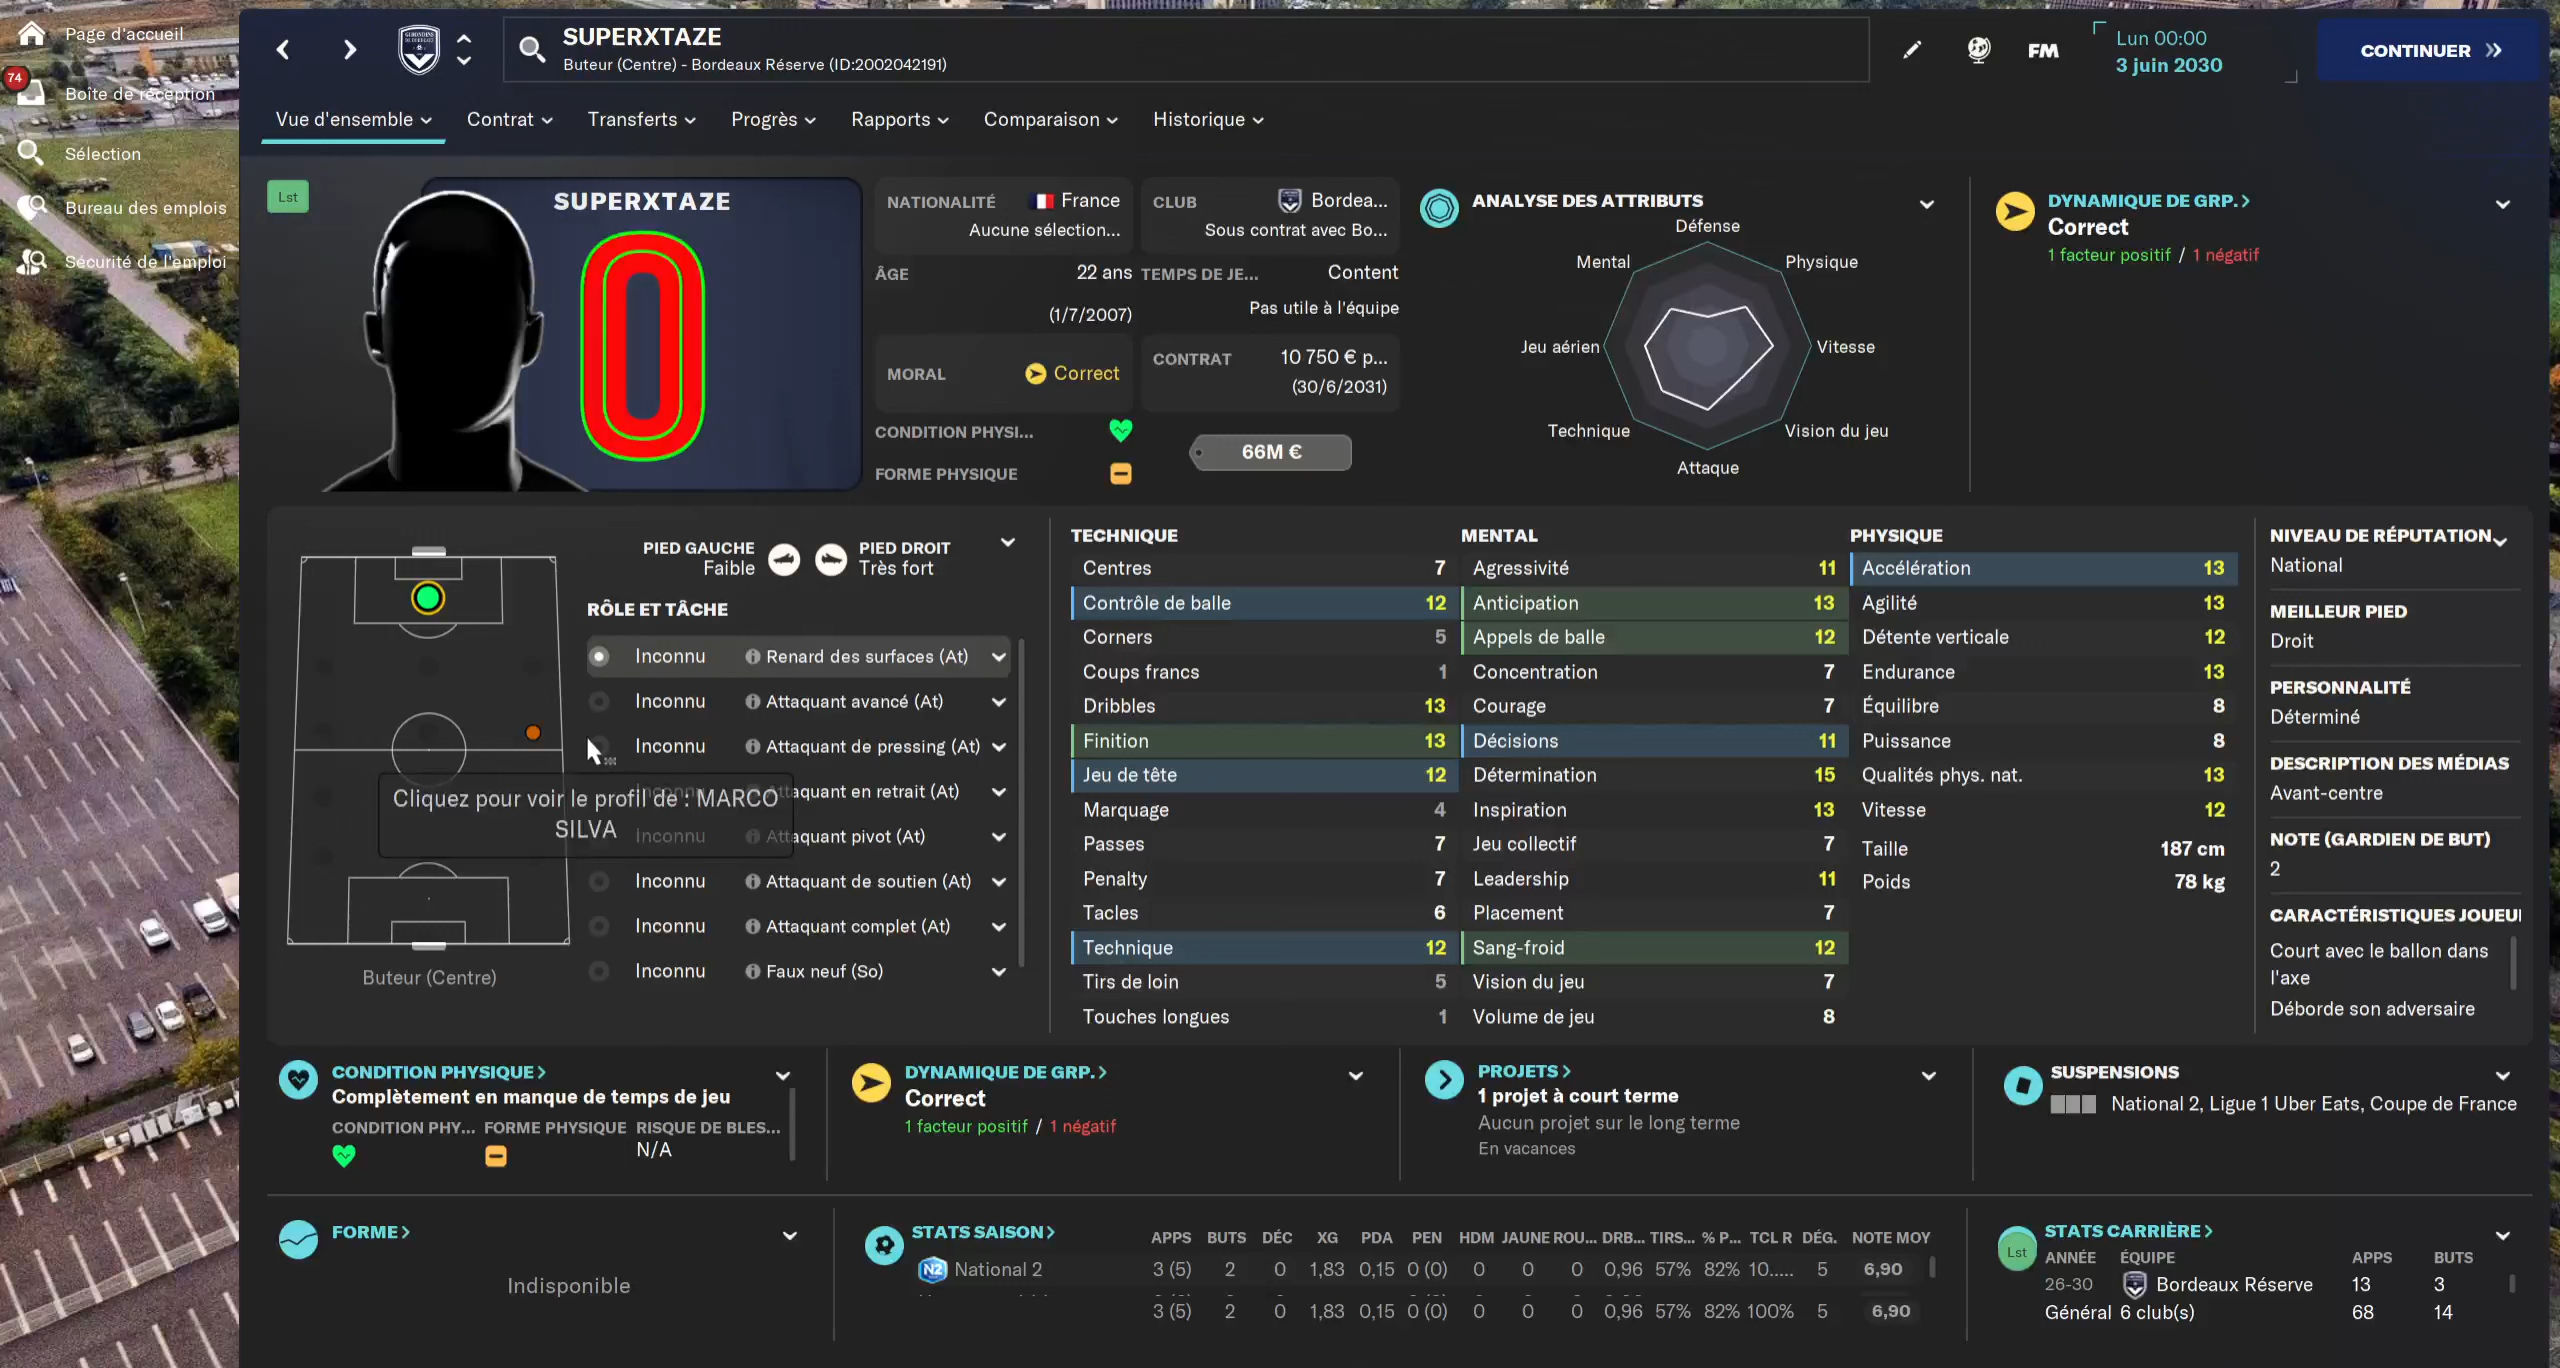 Page d'accueil
74
Boîte de réception
Sélection
Bureau des emplois
Sécurité de l'emploi
SUPERXTAZE
Buteur (Centre) - Bordeaux Réserve (ID:2002042191)
FM
Lun 00:00
3 juin 2030
CONTINUER
Vue d'ensemble
Contrat
Transferts
Progrès
Rapports
Comparaison
Historique
Lst
SUPERXTAZE
0
NATIONALITÉ
France
Aucune sélection...
ÂGE
22 ans
(1/7/2007)
MORAL
Correct
CONDITION PHYSI...
FORME PHYSIQUE
CLUB
Bordea...
Sous contrat avec Bo...
TEMPS DE JE...
Content
Pas utile à l'équipe
CONTRAT
10 750 € p...
(30/6/2031)
66M €
ANALYSE DES ATTRIBUTS
Défense
Mental
Physique
Jeu aérien
Vitesse
Technique
Vision du jeu
Attaque
DYNAMIQUE DE GRP.
Correct
1 facteur positif / 1 négatif
PIED GAUCHE
Faible
PIED DROIT
Très fort
RÔLE ET TÂCHE
Inconnu Renard des surfaces (At)
Inconnu Attaquant avancé (At)
Inconnu Attaquant de pressing (At)
Inconnu Attaquant en retrait (At)
Inconnu Attaquant pivot (At)
Inconnu Attaquant de soutien (At)
Inconnu Attaquant complet (At)
Inconnu Faux neuf (So)
Cliquez pour voir le profil de : MARCO
SILVA
Buteur (Centre)
TECHNIQUE
Centres 7
Contrôle de balle 12
Corners 5
Coups francs 1
Dribbles 13
Finition 13
Jeu de tête 12
Marquage 4
Passes 7
Penalty 7
Tacles 6
Technique 12
Tirs de loin 5
Touches longues 1
MENTAL
Agressivité 11
Anticipation 13
Appels de balle 12
Concentration 7
Courage 7
Décisions 11
Détermination 15
Inspiration 13
Jeu collectif 7
Leadership 11
Placement 7
Sang-froid 12
Vision du jeu 7
Volume de jeu 8
PHYSIQUE
Accélération 13
Agilité 13
Détente verticale 12
Endurance 13
Équilibre 8
Puissance 8
Qualités phys. nat. 13
Vitesse 12
Taille 187 cm
Poids 78 kg
NIVEAU DE RÉPUTATION
National
MEILLEUR PIED
Droit
PERSONNALITÉ
Déterminé
DESCRIPTION DES MÉDIAS
Avant-centre
NOTE (GARDIEN DE BUT)
2
CARACTÉRISTIQUES JOUEU
Court avec le ballon dans
l'axe
Déborde son adversaire
CONDITION PHYSIQUE
Complètement en manque de temps de jeu
CONDITION PHY... FORME PHYSIQUE RISQUE DE BLES...
N/A
DYNAMIQUE DE GRP.
Correct
1 facteur positif / 1 négatif
PROJETS
1 projet à court terme
Aucun projet sur le long terme
En vacances
SUSPENSIONS
National 2, Ligue 1 Uber Eats, Coupe de France
FORME
Indisponible
STATS SAISON APPS BUTS DÉC XG PDA PEN HDM JAUNE ROU... DRB... TIRS... % P... TCL R DÉG. NOTE MOY
N2 National 2 3 (5) 2 0 1,83 0,15 0 (0) 0 0 0 0,96 57% 82% 10..... 5 6,90
3 (5) 2 0 1,83 0,15 0 (0) 0 0 0 0,96 57% 82% 100% 5 6,90
STATS CARRIÈRE
Lst
ANNÉE ÉQUIPE APPS BUTS
26-30 Bordeaux Réserve 13 3
Général 6 club(s) 68 14